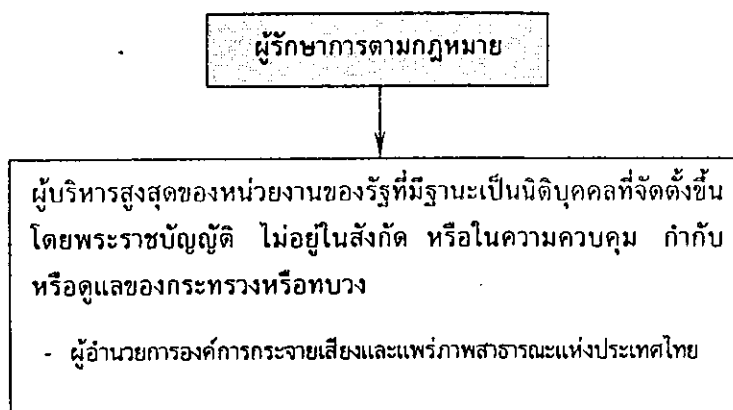 ผู้รักษาการตามกฎหมาย
ผู้บริหารสูงสุดของหน่วยงานของรัฐที่มีฐานะเป็นนิติบุคคลที่จัดตั้งขึ้น
โดยพระราชบัญญัติ ไม่อยู่ในสังกัด หรือในความควบคุม กำกับ
หรือดูแลของกระทรวงหรือทบวง
- ผู้อำนวยการองค์การกระจายเสียงและแพร่ภาพสาธารณะแห่งประเทศไทย